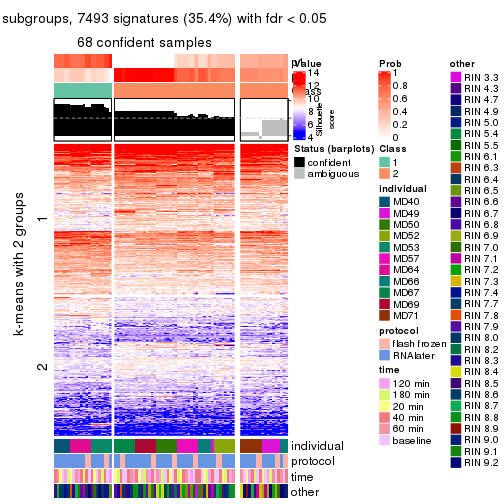 subgroups, 7493 signatures (35.4%) with fdr < 0.05
68 confident samples
k-means with 2 groups
1
2
Silhouette
score
individual
protocol
time
other
14
12
10
8
6
4
Status (barplots)
confident
ambiguous
Prob
1
0.8
0.6
0.4
0.2
0
Class
1
2
individual
MD40
MD49
MD50
MD52
MD53
MD57
MD64
MD66
MD67
MD69
MD71
protocol
flash frozen
RNAlater
time
120 min
180 min
20 min
40 min
60 min
baseline
other
RIN 3.3
RIN 4.3
RIN 4.7
RIN 4.9
RIN 5.0
RIN 5.4
RIN 5.5
RIN 6.1
RIN 6.3
RIN 6.4
RIN 6.5
RIN 6.6
RIN 6.7
RIN 6.8
RIN 6.9
RIN 7.0
RIN 7.1
RIN 7.2
RIN 7.3
RIN 7.4
RIN 7.7
RIN 7.8
RIN 7.9
RIN 8.0
RIN 8.2
RIN 8.3
RIN 8.4
RIN 8.5
RIN 8.6
RIN 8.7
RIN 8.8
RIN 8.9
RIN 9.0
RIN 9.1
RIN 9.2